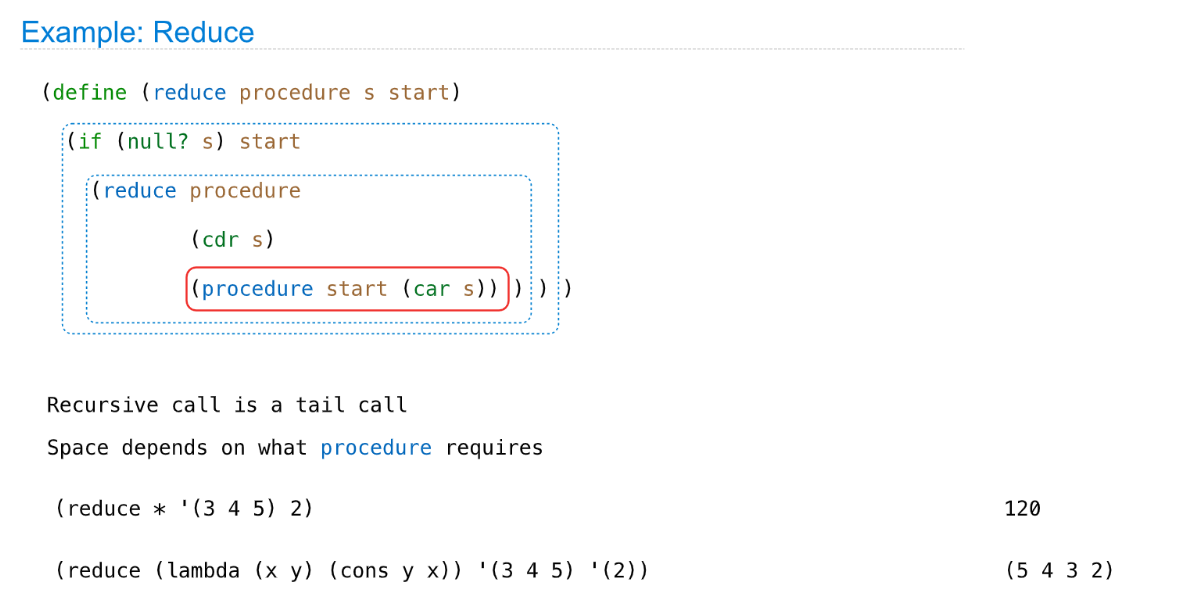 Example: Reduce
(define (reduce procedure s start)
(if (null? s) start
(reduce procedure
(cdr s)
(procedure start (car s)) ) ) )
Recursive call is a tail call
Space depends on what procedure requires
(reduce * '(3 4 5) 2) 120
(reduce (lambda (x y) (cons y x)) '(3 4 5) '(2)) (5 4 3 2)